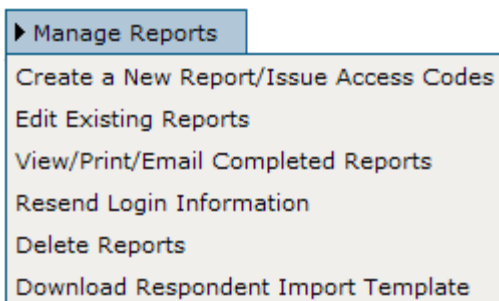 Manage Reports
Create a New Report/Issue Access Codes
Edit Existing Reports
View/Print/Email Completed Reports
Resend Login Information
Delete Reports
Download Respondent Import Template